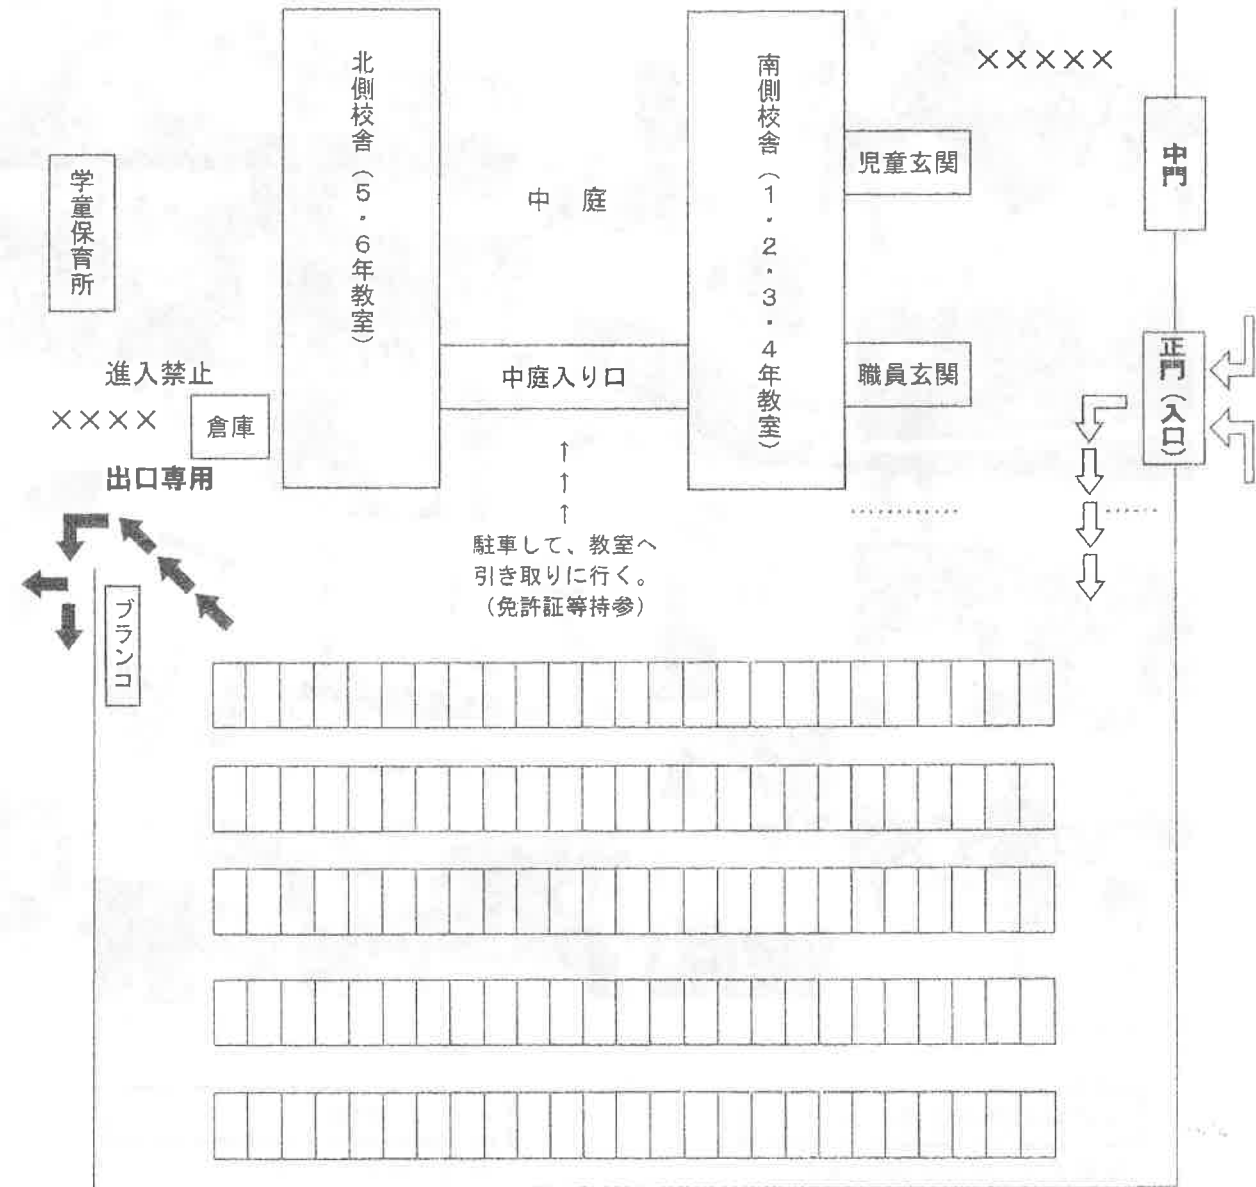 北側校舎（５・６年教室）
南側校舎（１・２・３・４年教室）
×××××
中門
児童玄関
学童保育所
中　庭
正門（入口）
中庭入り口
職員玄関
進入禁止
××××
倉庫
出口専用
↑
↑
↑
駐車して、教室へ
引き取りに行く。
（免許証等持参）
ブランコ